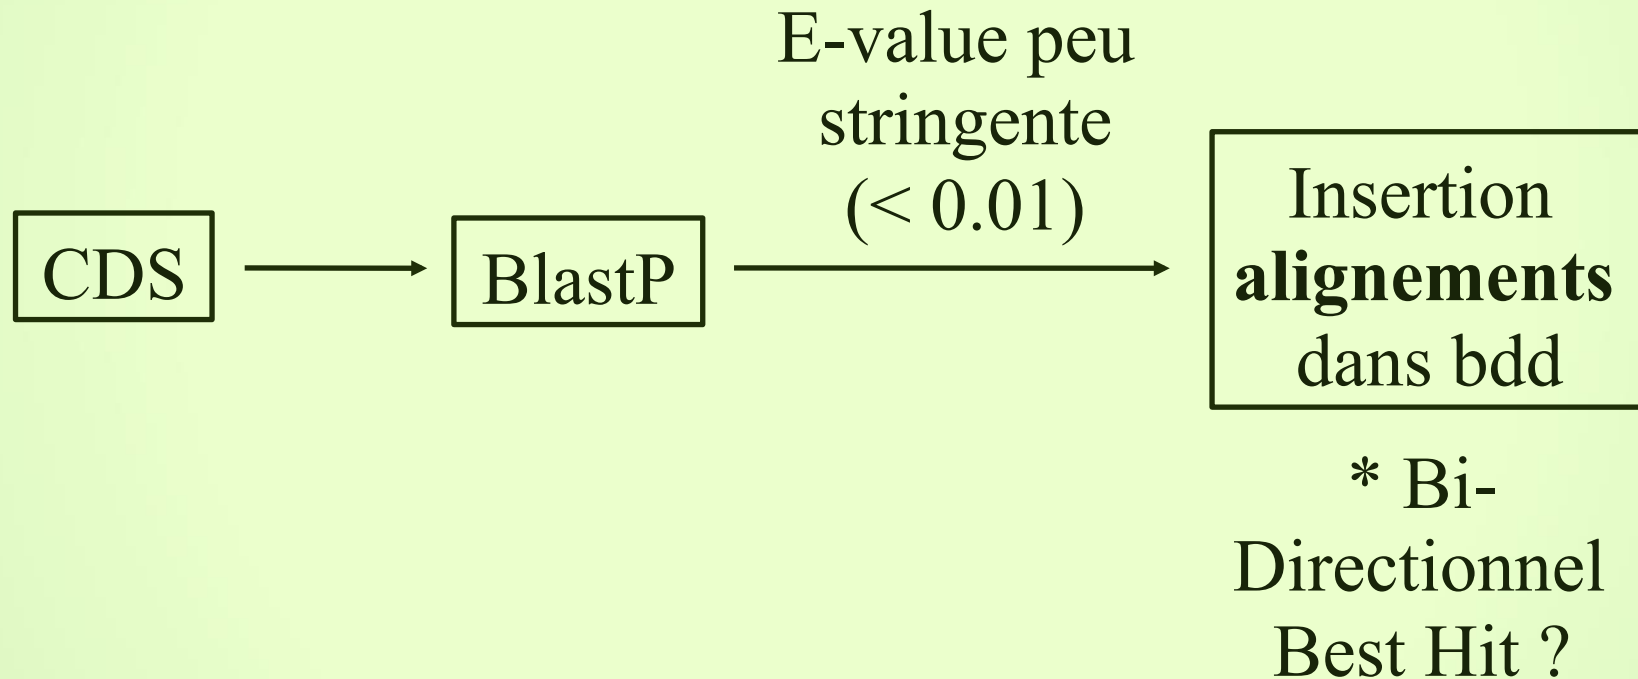 E-value peu
stringente
(< 0.01)
CDS
BlastP
Insertion
alignements
dans bdd
* Bi-
Directionnel
Best Hit ?